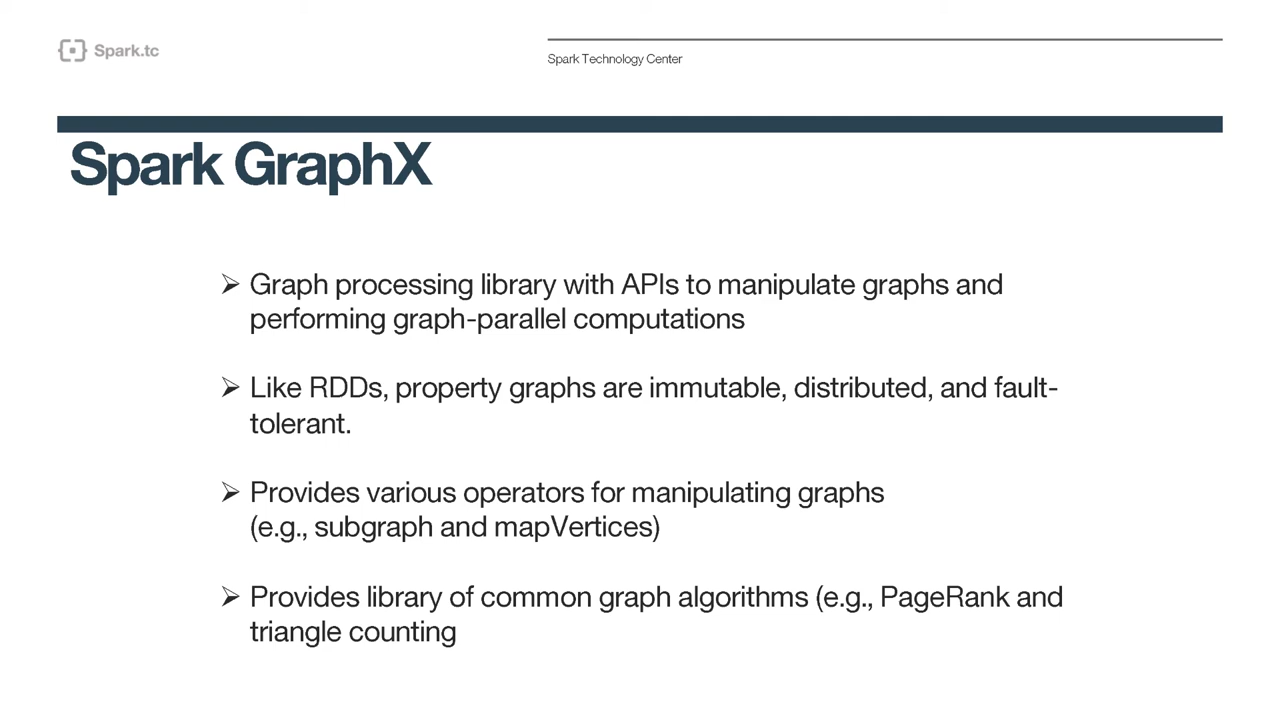 Spark.tc
Spark Technology Center
Spark GraphX
➢ Graph processing library with APIs to manipulate graphs and
performing graph-parallel computations
➢ Like RDDs, property graphs are immutable, distributed, and fault-
tolerant.
➢ Provides various operators for manipulating graphs
(e.g., subgraph and mapVertices)
➢ Provides library of common graph algorithms (e.g., PageRank and
triangle counting